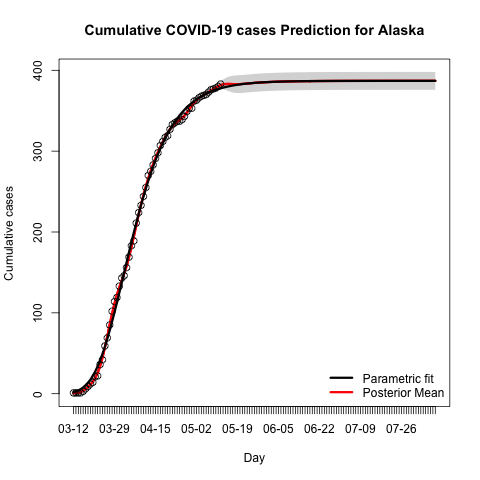 Cumulative COVID-19 cases Prediction for Alaska
Cumulative cases
400
300
200
100
0
Parametric fit
Posterior Mean
03-12 03-29 04-15 05-02 05-19 06-05 06-22 07-09 07-26
Day